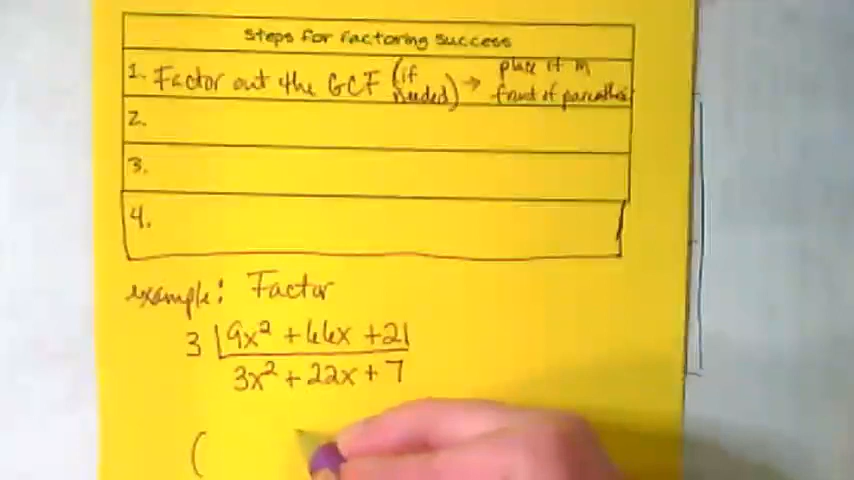 Steps for Factoring Success
1. Factor out the GCF (if needed) → place it in front of parenthesis
2.
3.
4.
example: Factor
3 | 9x² + 66x + 21
3x² + 22x + 7
(